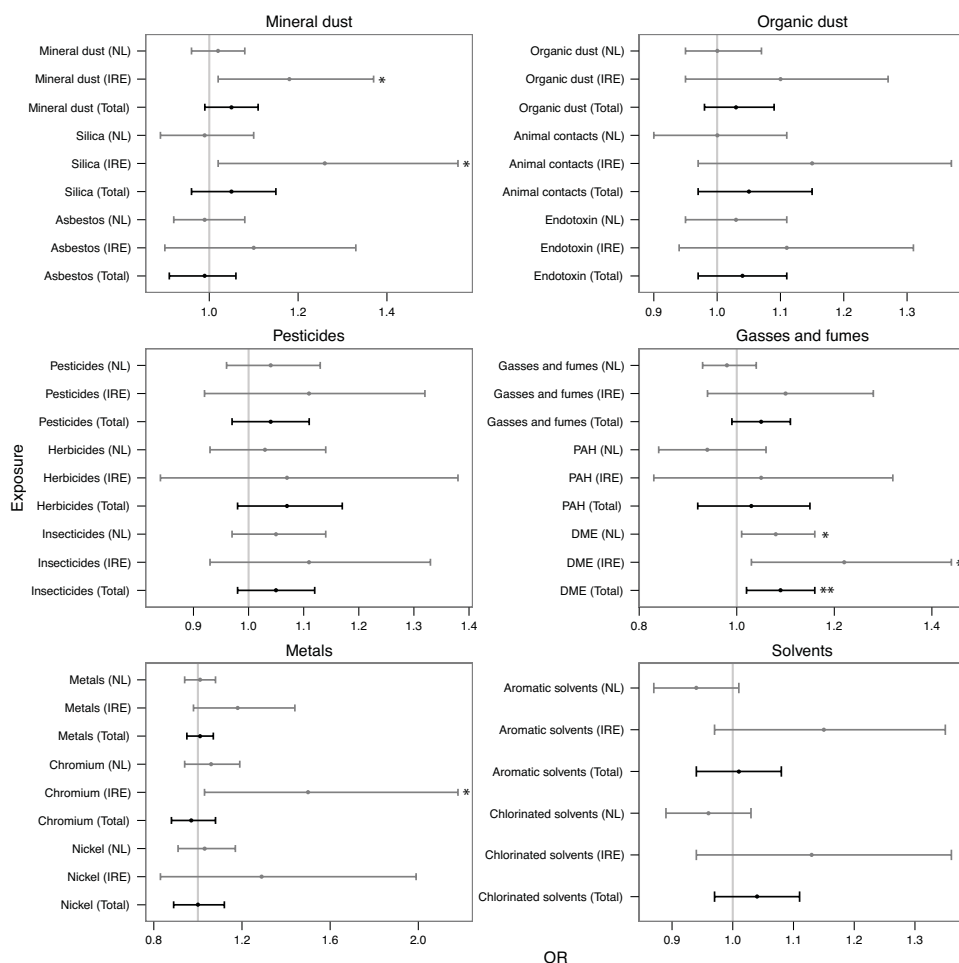 Mineral dust
Mineral dust (NL)
Mineral dust (IRE)
*
Mineral dust (Total)
Silica (NL)
Silica (IRE)
*
Silica (Total)
Asbestos (NL)
Asbestos (IRE)
Asbestos (Total)
1.0 1.2 1.4
Organic dust
Organic dust (NL)
Organic dust (IRE)
Organic dust (Total)
Animal contacts (NL)
Animal contacts (IRE)
Animal contacts (Total)
Endotoxin (NL)
Endotoxin (IRE)
Endotoxin (Total)
0.9 1.0 1.1 1.2 1.3
Exposure
Pesticides
Pesticides (NL)
Pesticides (IRE)
Pesticides (Total)
Herbicides (NL)
Herbicides (IRE)
Herbicides (Total)
Insecticides (NL)
Insecticides (IRE)
Insecticides (Total)
0.9 1.0 1.1 1.2 1.3 1.4
Gasses and fumes
Gasses and fumes (NL)
Gasses and fumes (IRE)
Gasses and fumes (Total)
PAH (NL)
PAH (IRE)
PAH (Total)
DME (NL)
*
DME (IRE)
*
DME (Total)
**
0.8 1.0 1.2 1.4
Metals
Metals (NL)
Metals (IRE)
Metals (Total)
Chromium (NL)
Chromium (IRE)
*
Chromium (Total)
Nickel (NL)
Nickel (IRE)
Nickel (Total)
0.8 1.2 1.6 2.0
Solvents
Aromatic solvents (NL)
Aromatic solvents (IRE)
Aromatic solvents (Total)
Chlorinated solvents (NL)
Chlorinated solvents (IRE)
Chlorinated solvents (Total)
0.9 1.0 1.1 1.2 1.3
OR